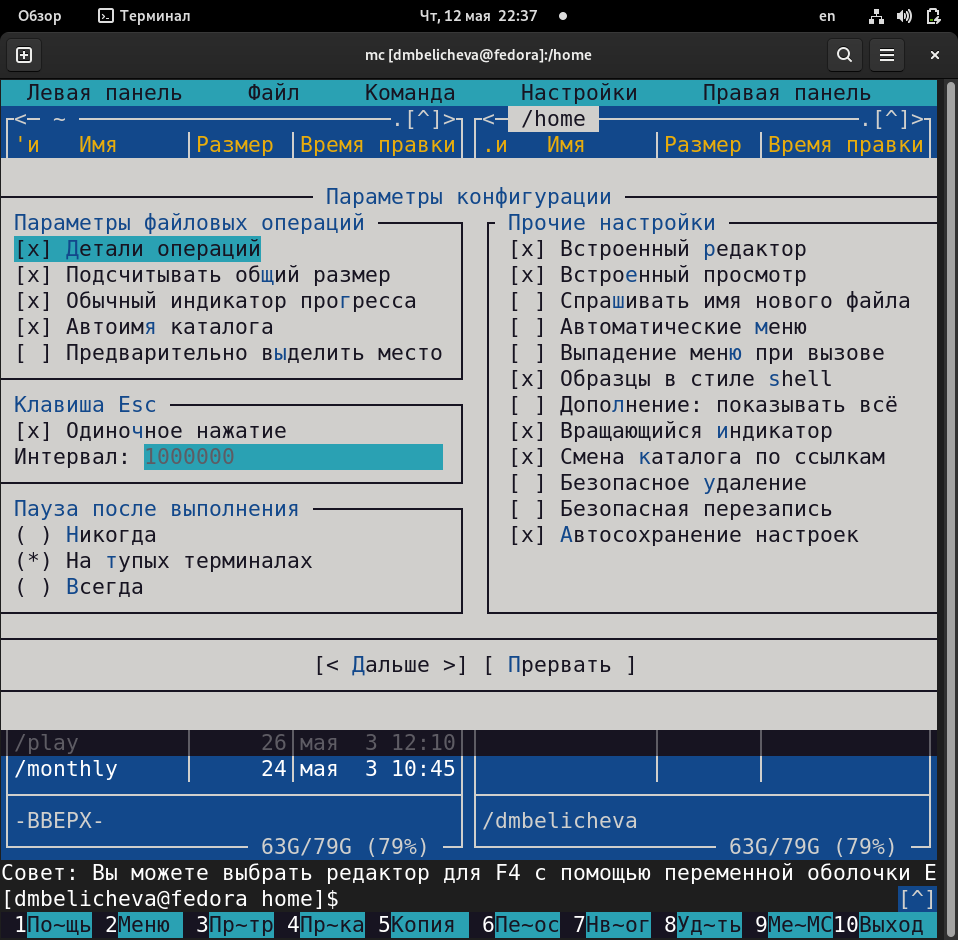 Обзор Терминал Чт, 12 мая 22:37 en
mc [dmbelicheva@fedora]:/home
Левая панель Файл Команда Настройки Правая панель
<— ~ .[^]> <— /home .[^]>
'и Имя Размер Время правки .и Имя Размер Время правки
Параметры конфигурации
Параметры файловых операций
[x] Детали операций
[x] Подсчитывать общий размер
[x] Обычный индикатор прогресса
[x] Автоимя каталога
[ ] Предварительно выделить место
Клавиша Esc
[x] Одиночное нажатие
Интервал: 1000000
Пауза после выполнения
( ) Никогда
(*) На тупых терминалах
( ) Всегда
Прочие настройки
[x] Встроенный редактор
[x] Встроенный просмотр
[ ] Спрашивать имя нового файла
[ ] Автоматические меню
[ ] Выпадение меню при вызове
[x] Образцы в стиле shell
[ ] Дополнение: показывать всё
[x] Вращающийся индикатор
[x] Смена каталога по ссылкам
[ ] Безопасное удаление
[ ] Безопасная перезапись
[x] Автосохранение настроек
[< Дальше >] [ Прервать ]
/play 26 мая 3 12:10
/monthly 24 мая 3 10:45
-ВВЕРХ- /dmbelicheva
63G/79G (79%) 63G/79G (79%)
Совет: Вы можете выбрать редактор для F4 с помощью переменной оболочки E
[dmbelicheva@fedora home]$ [^]
1По~щь 2Меню 3Пр~тр 4Пр~ка 5Копия 6Пе~ос 7Нв~ог 8Уд~ть 9Ме~МС 10Выход